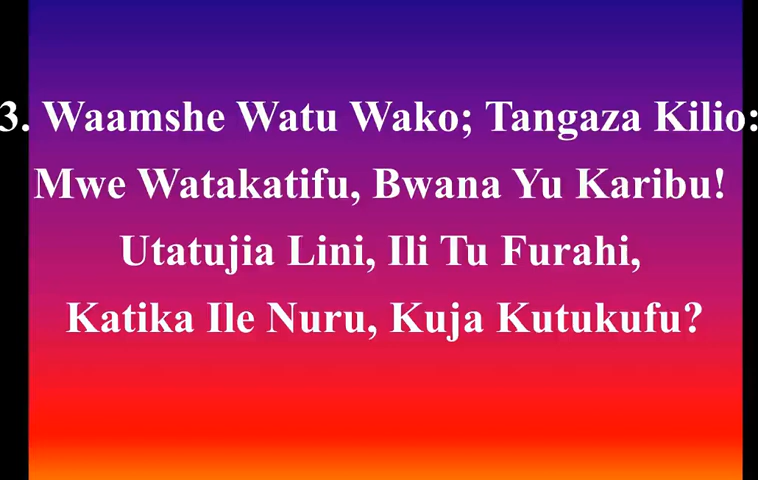 3. Waamshe Watu Wako; Tangaza Kilio:
Mwe Watakatifu, Bwana Yu Karibu!
Utatujia Lini, Ili Tu Furahi,
Katika Ile Nuru, Kuja Kutukufu?